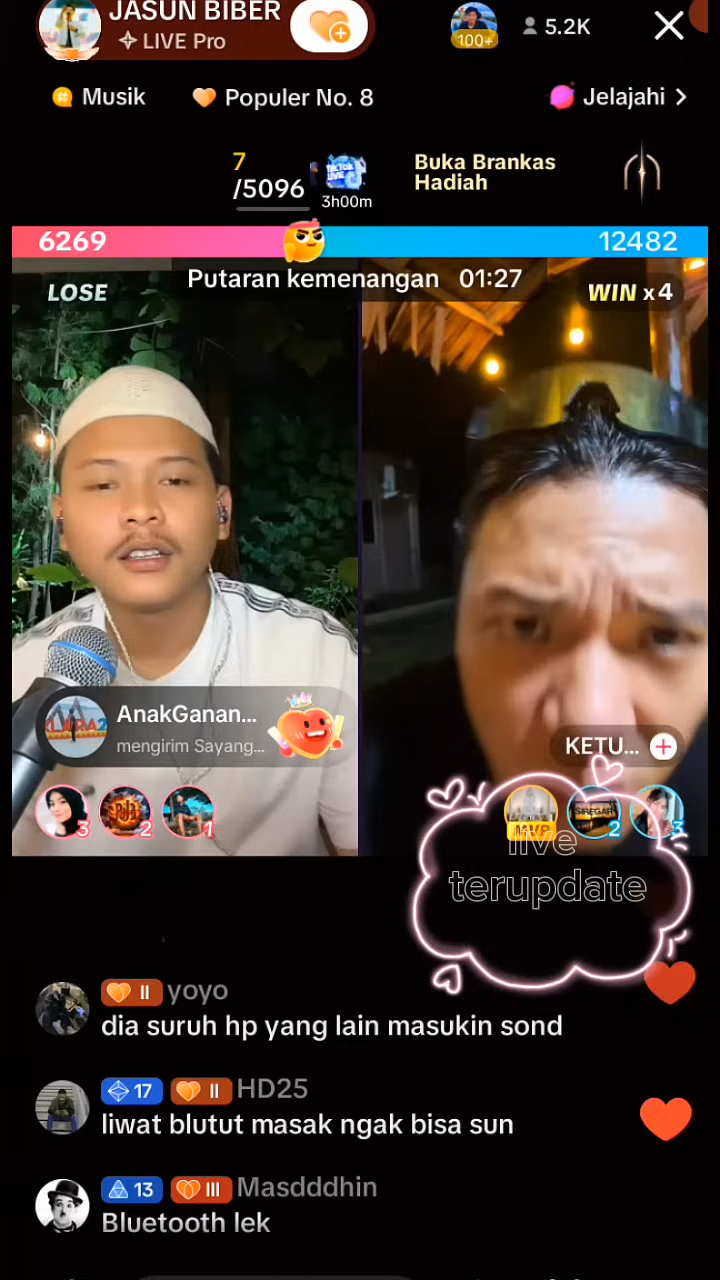 JASUN BIBER
LIVE Pro
100+
5.2K
Musik
Populer No. 8
Jelajahi
7
/5096
TikTok
LIVE
3h00m
Buka Brankas
Hadiah
6269
12482
Putaran kemenangan 01:27
LOSE
WIN x4
AnakGanan...
mengirim Sayang...
KETU...
3
2
1
MVP
SIREGAR
2
3
live
terupdate
II yoyo
dia suruh hp yang lain masukin sond
17 II HD25
liwat blutut masak ngak bisa sun
13 III Masdddhin
Bluetooth lek